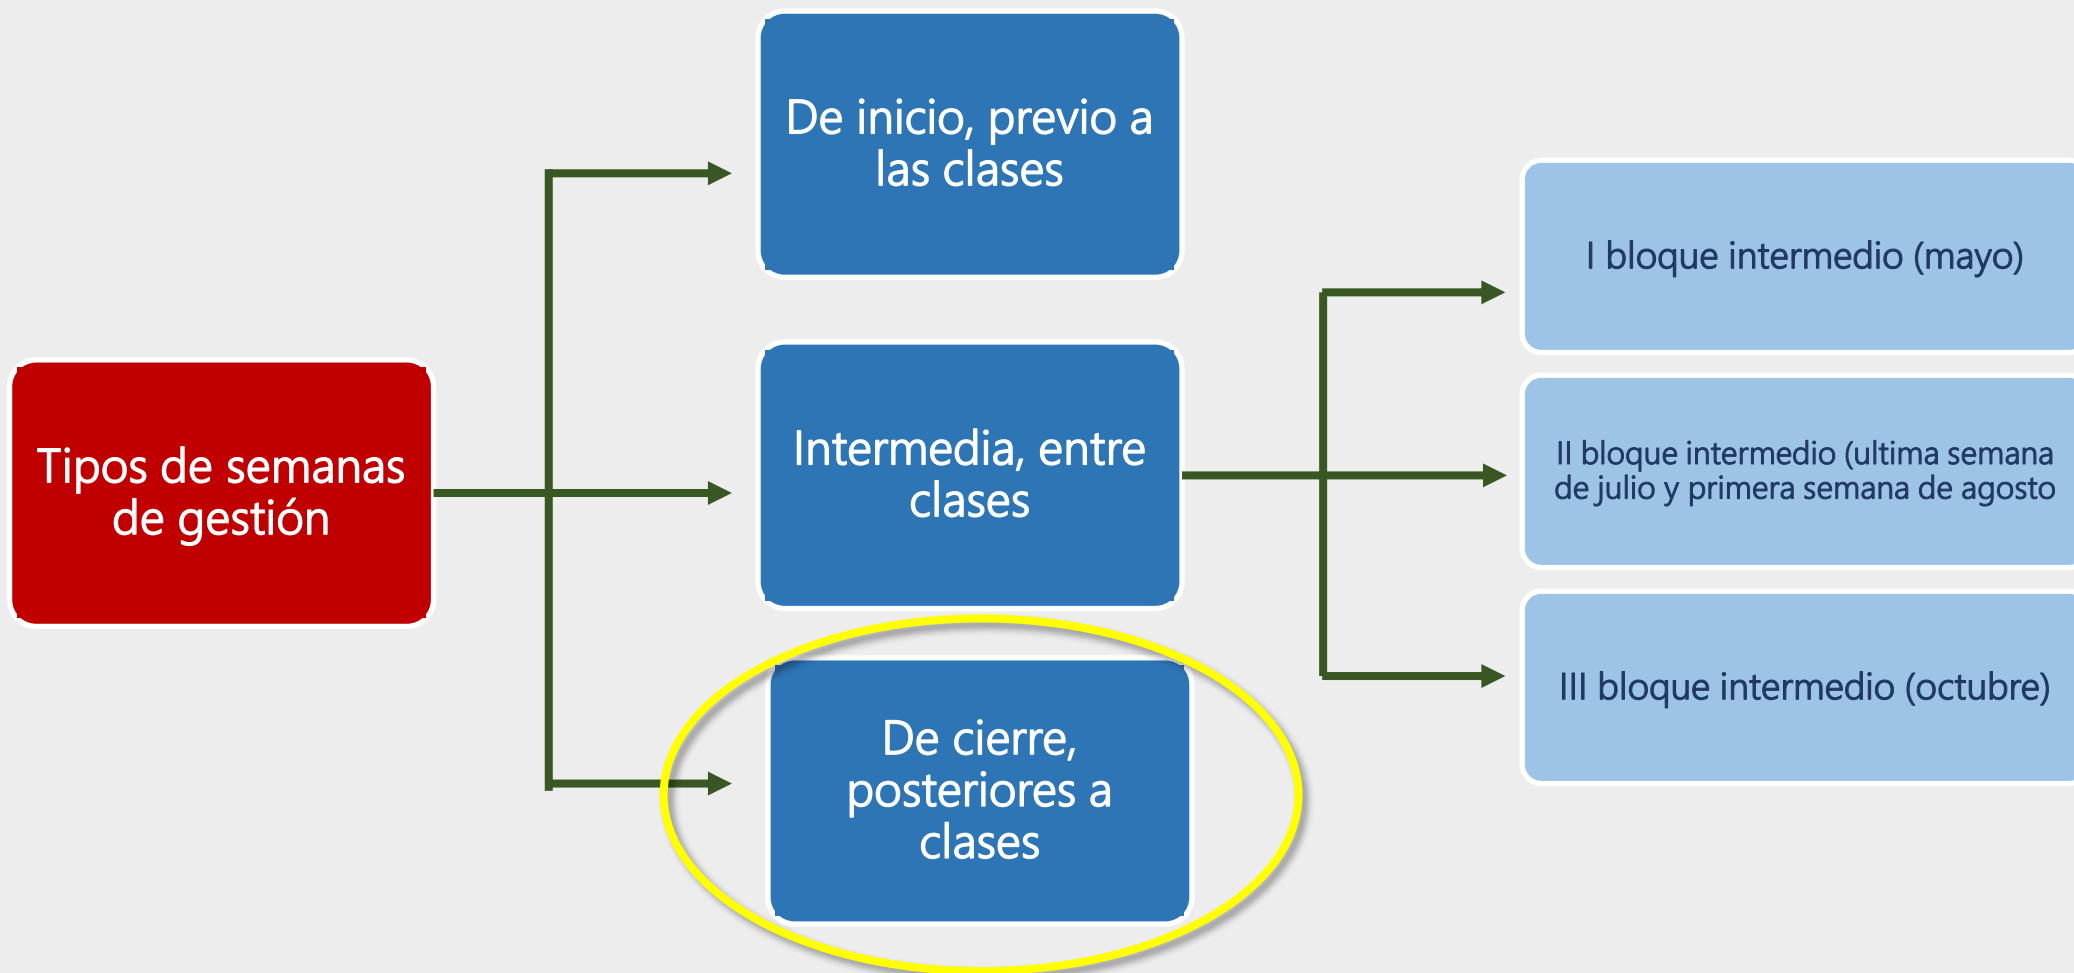 Tipos de semanas
de gestión
De inicio, previo a
las clases
Intermedia, entre
clases
De cierre,
posteriores a
clases
I bloque intermedio (mayo)
II bloque intermedio (ultima semana
de julio y primera semana de agosto
III bloque intermedio (octubre)